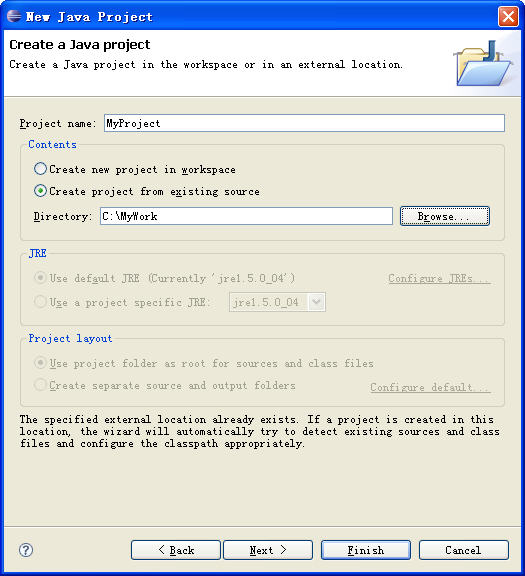 New Java Project
Create a Java project
Create a Java project in the workspace or in an external location.
Project name: MyProject
Contents
Create new project in workspace
Create project from existing source
Directory: C:\MyWork Browse...
JRE
Use default JRE (Currently 'jre1.5.0_04') Configure JREs...
Use a project specific JRE: jre1.5.0_04
Project layout
Use project folder as root for sources and class files
Create separate source and output folders Configure default...
The specified external location already exists. If a project is created in this
location, the wizard will automatically try to detect existing sources and class
files and configure the classpath appropriately.
? < Back Next > Finish Cancel